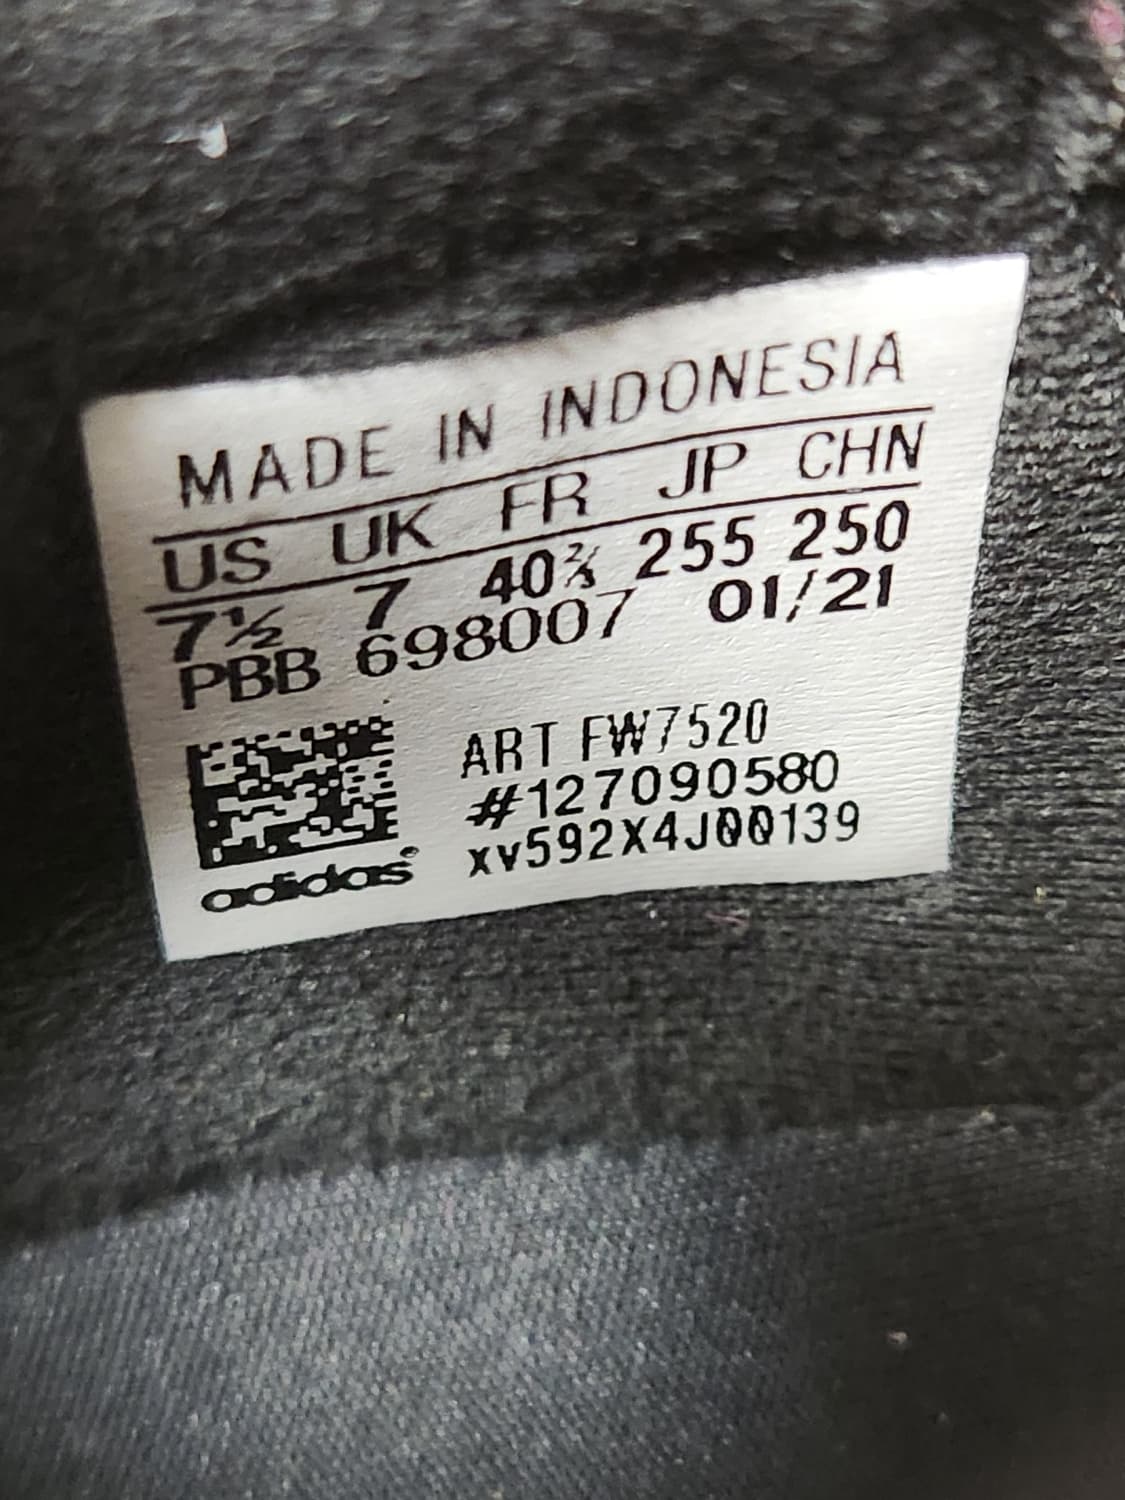 MADE IN INDONESIA
US UK FR JP CHN
7½ 7 40⅔ 255 250
PBB 698007 01/21
ART FW7520
#127090580
xv592X4J00139
adidas®